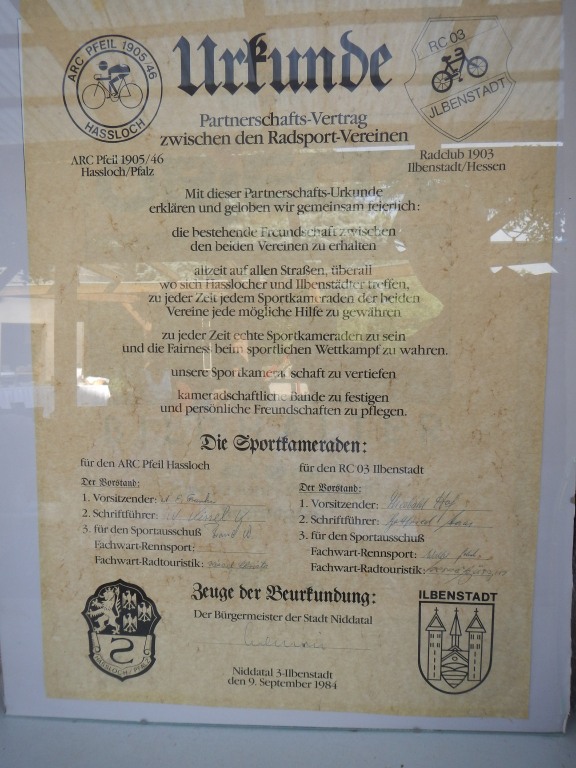 ARC PFEIL 1905/46
HASSLOCH
Urkunde
RC 03
JLBENSTADT
Partnerschafts-Vertrag
zwischen den Radsport-Vereinen
ARC Pfeil 1905/46
Hassloch/Pfalz
Radclub 1903
Ilbenstadt/Hessen
Mit dieser Partnerschafts-Urkunde
erklären und geloben wir gemeinsam feierlich:
die bestehende Freundschaft zwischen
den beiden Vereinen zu erhalten
allzeit auf allen Straßen, überall
wo sich Hasslocher und Ilbenstädter treffen,
zu jeder Zeit jedem Sportkameraden der beiden
Vereine jede mögliche Hilfe zu gewähren
zu jeder Zeit echte Sportkameraden zu sein
und die Fairness beim sportlichen Wettkampf zu wahren.
unsere Sportkameradschaft zu vertiefen
kameradschaftliche Bande zu festigen
und persönliche Freundschaften zu pflegen.
Die Sportkameraden:
für den ARC Pfeil Hassloch
Der Vorstand:
1. Vorsitzender:
2. Schriftführer:
3. für den Sportausschuß
Fachwart-Rennsport:
Fachwart-Radtouristik:
für den RC 03 Ilbenstadt
Der Vorstand:
1. Vorsitzender:
2. Schriftführer:
3. für den Sportausschuß
Fachwart-Rennsport:
Fachwart-Radtouristik:
Zeuge der Beurkundung:
Der Bürgermeister der Stadt Niddatal
HASSLOCH/PFALZ
ILBENSTADT
Niddatal 3-Ilbenstadt
den 9. September 1984